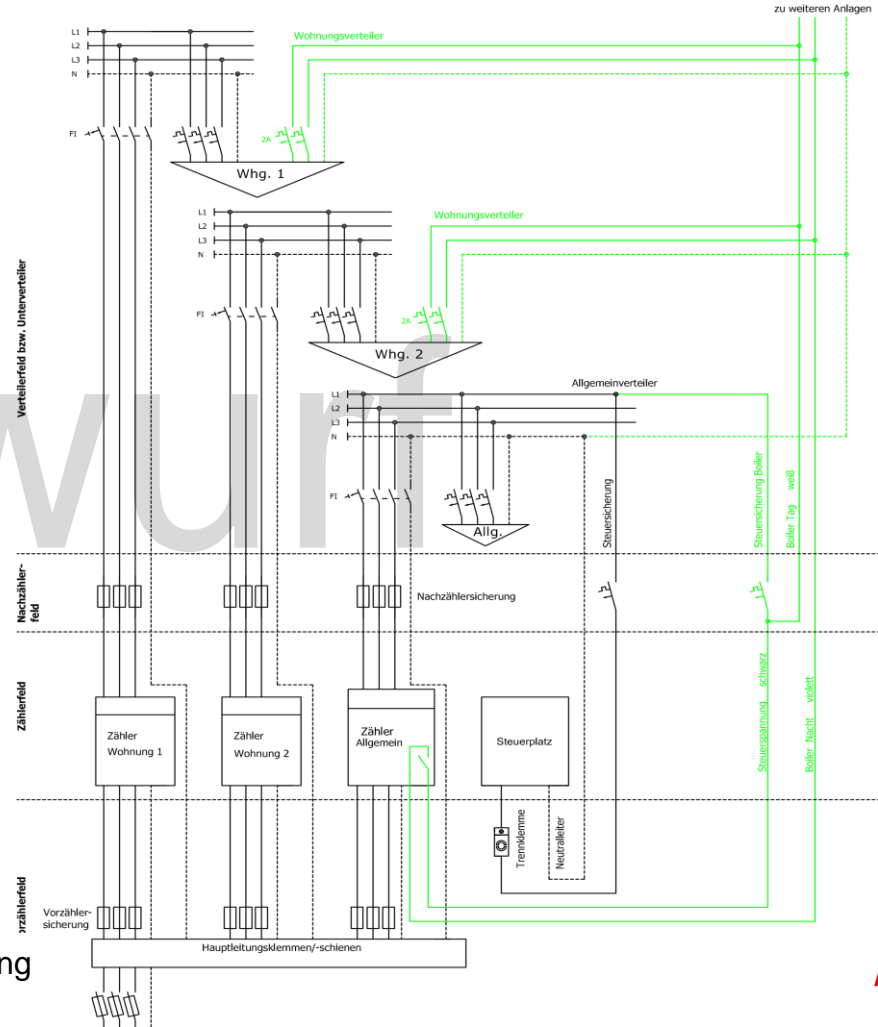 zu weiteren Anlagen
L1
L2
L3
N
Wohnungsverteiler
FI
2A
Whg. 1
L1
L2
L3
N
Wohnungsverteiler
FI
2A
Whg. 2
Verteilerfeld bzw. Unterverteiler
L1
L2
L3
N
Allgemeinverteiler
FI
Allg.
Steuersicherung
Steuersicherung Boiler
Boiler Tag weiß
wurf
Nachzähler-
feld
Nachzählersicherung
Zählerfeld
Zähler
Wohnung 1
Zähler
Wohnung 2
Zähler
Allgemein
Steuerplatz
Steuerspannung schwarz
Boiler Nacht violett
Trennklemme
Neutralleiter
orzählerfeld
Vorzähler-
sicherung
Hauptleitungsklemmen/-schienen
ng